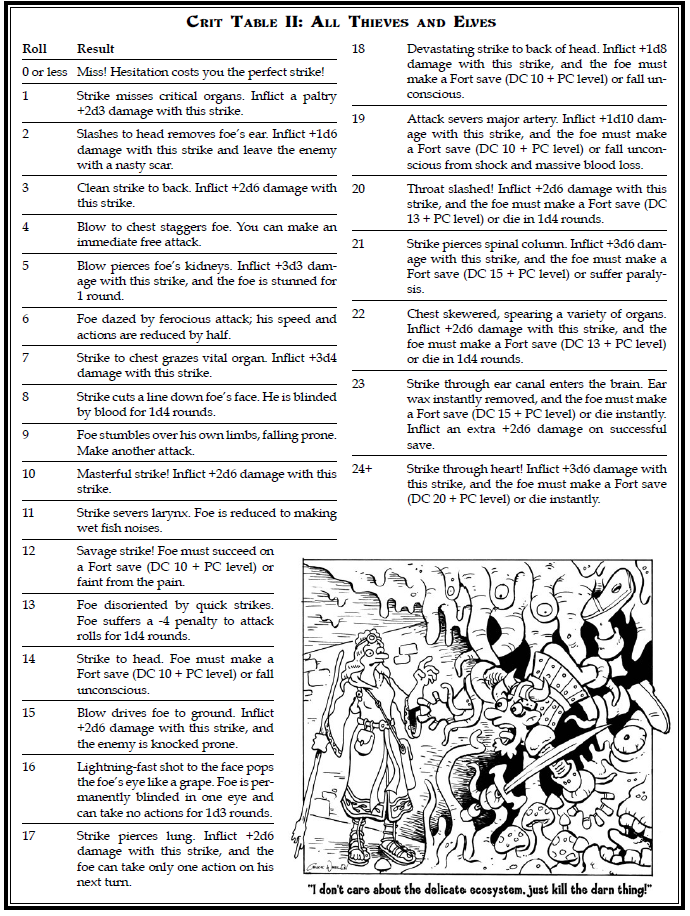 Crit Table II: All Thieves and Elves
Roll Result
0 or less Miss! Hesitation costs you the perfect strike!
1 Strike misses critical organs. Inflict a paltry
+2d3 damage with this strike.
2 Slashes to head removes foe's ear. Inflict +1d6
damage with this strike and leave the enemy
with a nasty scar.
3 Clean strike to back. Inflict +2d6 damage with
this strike.
4 Blow to chest staggers foe. You can make an
immediate free attack.
5 Blow pierces foe's kidneys. Inflict +3d3 dam-
age with this strike, and the foe is stunned for
1 round.
6 Foe dazed by ferocious attack; his speed and
actions are reduced by half.
7 Strike to chest grazes vital organ. Inflict +3d4
damage with this strike.
8 Strike cuts a line down foe's face. He is blinded
by blood for 1d4 rounds.
9 Foe stumbles over his own limbs, falling prone.
Make another attack.
10 Masterful strike! Inflict +2d6 damage with this
strike.
11 Strike severs larynx. Foe is reduced to making
wet fish noises.
12 Savage strike! Foe must succeed on
a Fort save (DC 10 + PC level) or
faint from the pain.
13 Foe disoriented by quick strikes.
Foe suffers a -4 penalty to attack
rolls for 1d4 rounds.
14 Strike to head. Foe must make a
Fort save (DC 10 + PC level) or fall
unconscious.
15 Blow drives foe to ground. Inflict
+2d6 damage with this strike, and
the enemy is knocked prone.
16 Lightning-fast shot to the face pops
the foe's eye like a grape. Foe is per-
manently blinded in one eye and
can take no actions for 1d3 rounds.
17 Strike pierces lung. Inflict +2d6
damage with this strike, and the
foe can take only one action on his
next turn.
18 Devastating strike to back of head. Inflict +1d8
damage with this strike, and the foe must
make a Fort save (DC 10 + PC level) or fall un-
conscious.
19 Attack severs major artery. Inflict +1d10 dam-
age with this strike, and the foe must make
a Fort save (DC 10 + PC level) or fall uncon-
scious from shock and massive blood loss.
20 Throat slashed! Inflict +2d6 damage with this
strike, and the foe must make a Fort save (DC
13 + PC level) or die in 1d4 rounds.
21 Strike pierces spinal column. Inflict +3d6 dam-
age with this strike, and the foe must make a
Fort save (DC 15 + PC level) or suffer paraly-
sis.
22 Chest skewered, spearing a variety of organs.
Inflict +2d6 damage with this strike, and the
foe must make a Fort save (DC 13 + PC level)
or die in 1d4 rounds.
23 Strike through ear canal enters the brain. Ear
wax instantly removed, and the foe must make
a Fort save (DC 15 + PC level) or die instantly.
Inflict an extra +2d6 damage on successful
save.
24+ Strike through heart! Inflict +3d6 damage with
this strike, and the foe must make a Fort save
(DC 20 + PC level) or die instantly.
"I don't care about the delicate ecosystem, just kill the darn thing!"